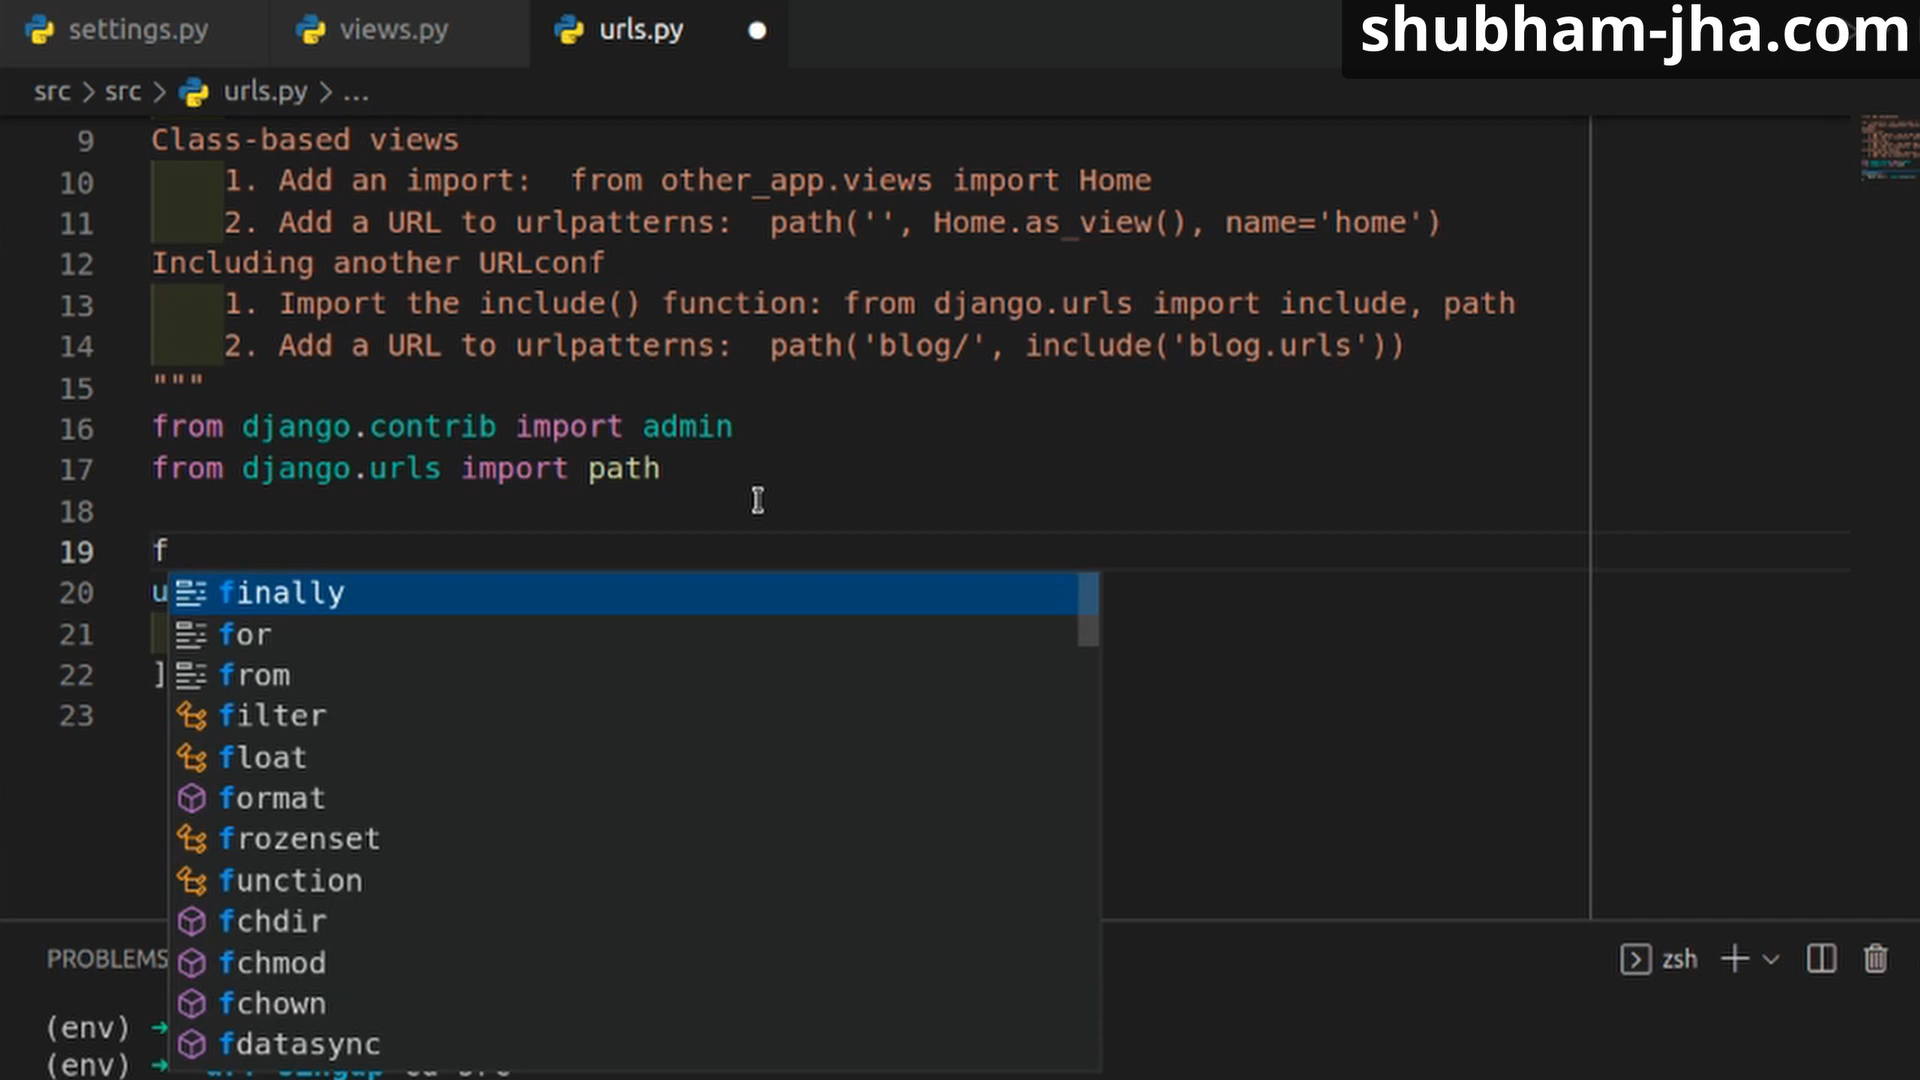 settings.py views.py urls.py shubham-jha.com
src > src > urls.py > ...
9 Class-based views
10 1. Add an import:  from other_app.views import Home
11 2. Add a URL to urlpatterns:  path('', Home.as_view(), name='home')
12 Including another URLconf
13 1. Import the include() function: from django.urls import include, path
14 2. Add a URL to urlpatterns:  path('blog/', include('blog.urls'))
15 """
16 from django.contrib import admin
17 from django.urls import path
18
19 f
20 u finally
21 for
22 ] from
23 filter
float
format
frozenset
function
fchdir
PROBLEMS fchmod zsh
fchown
(env) fdatasync
(env)